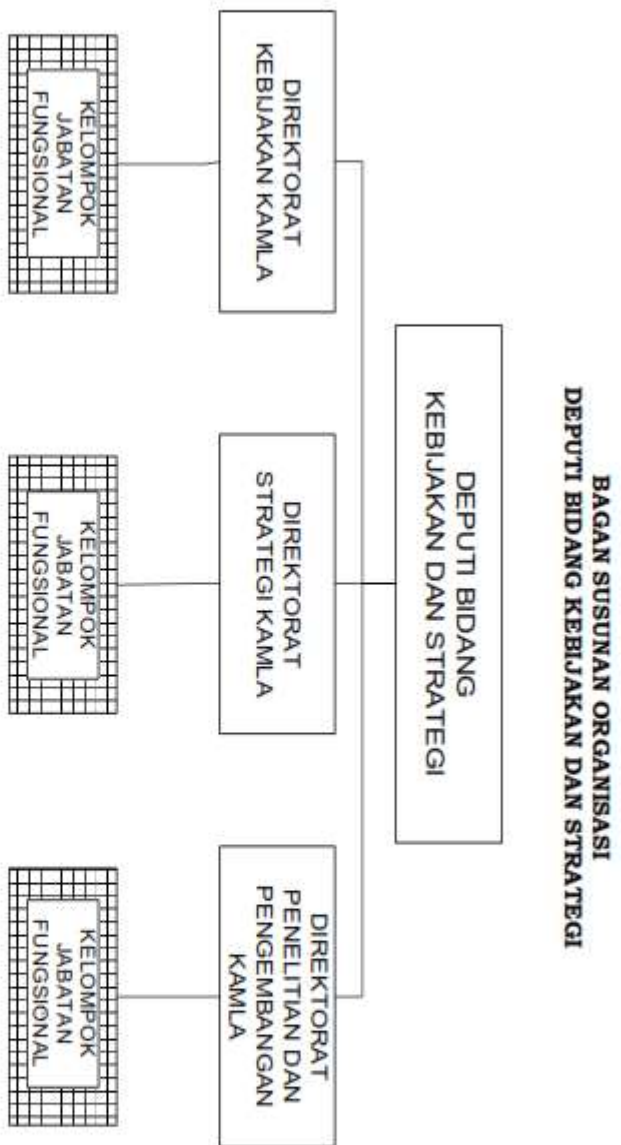 BAGAN SUSUNAN ORGANISASI
DEPUTI BIDANG KEBIJAKAN DAN STRATEGI
DEPUTI BIDANG
KEBIJAKAN DAN STRATEGI
DIREKTORAT
KEBIJAKAN KAMLA
DIREKTORAT
STRATEGI KAMLA
DIREKTORAT
PENELITIAN DAN
PENGEMBANGAN
KAMLA
KELOMPOK
JABATAN
FUNGSIONAL
KELOMPOK
JABATAN
FUNGSIONAL
KELOMPOK
JABATAN
FUNGSIONAL